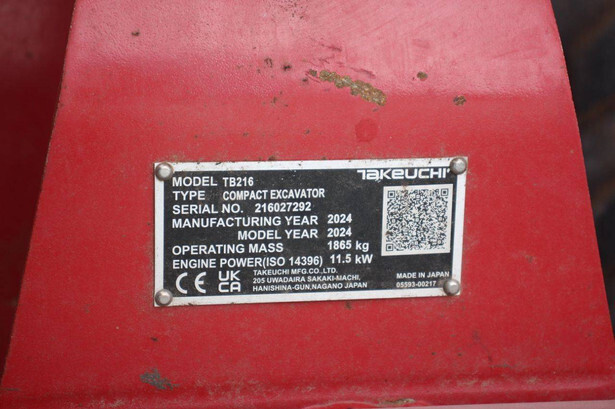 TAKEUCHI
MODEL TB216
TYPE COMPACT EXCAVATOR
SERIAL NO. 216027292
MANUFACTURING YEAR 2024
MODEL YEAR 2024
OPERATING MASS 1865 kg
ENGINE POWER(ISO 14396) 11.5 kW
CE UK CA
TAKEUCHI MFG.CO.,LTD.
205 UWADAIRA SAKAKI-MACHI,
HANISHINA-GUN,NAGANO JAPAN
MADE IN JAPAN
05593-00217